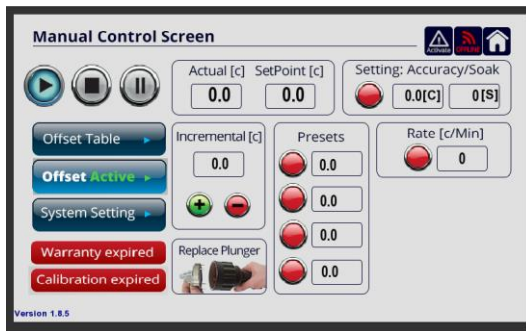 Manual Control Screen
Activate
OffLine
Actual [c] SetPoint [c]
0.0 0.0
Setting: Accuracy/Soak
0.0[C] 0[S]
Offset Table
Offset Active
System Setting
Incremental [c]
0.0
Presets
0.0
0.0
0.0
0.0
Rate [c/Min]
0
Warranty expired
Calibration expired
Replace Plunger
Version 1.8.5